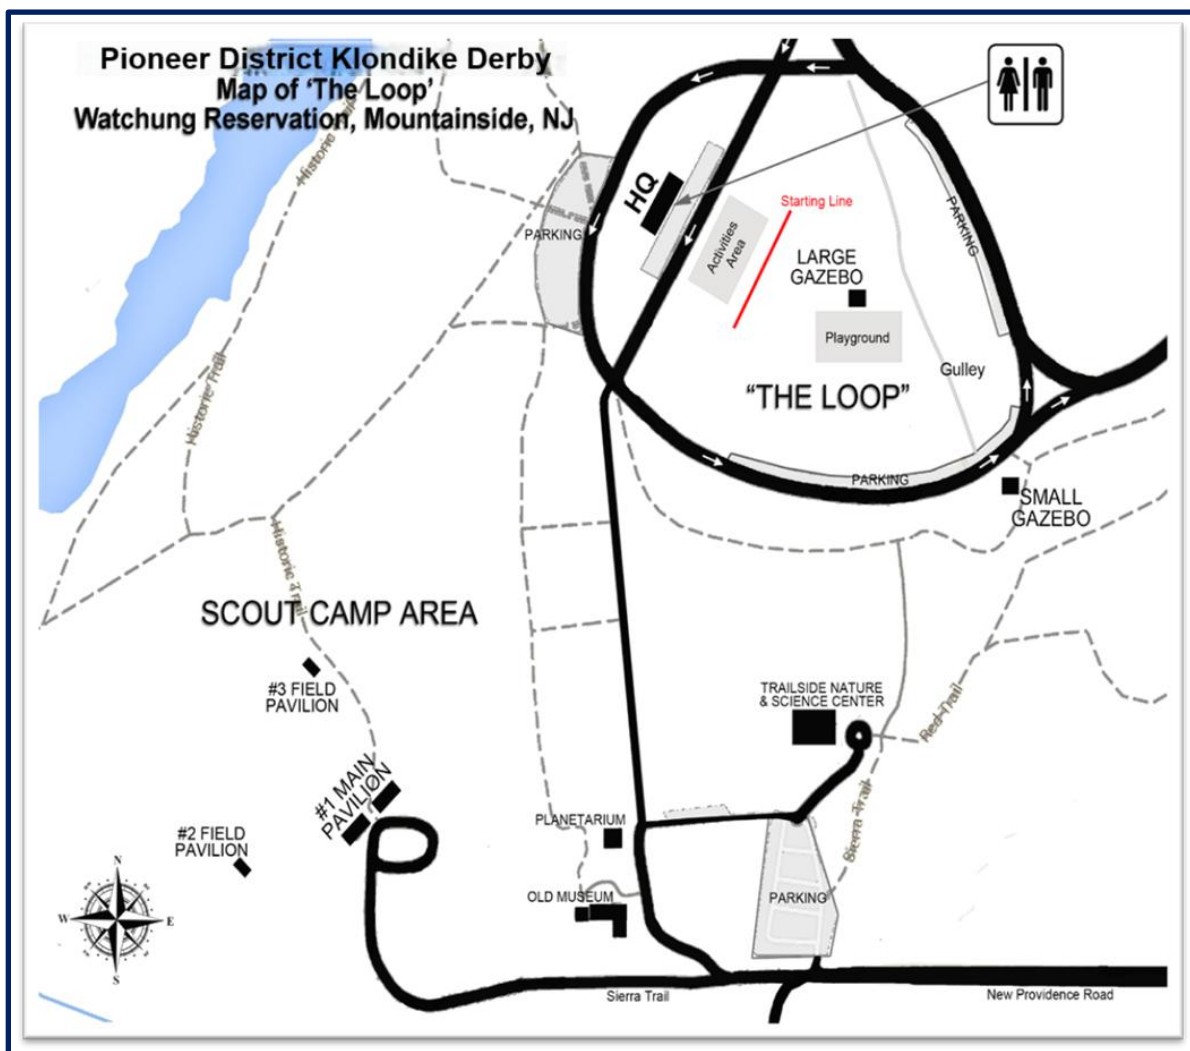 Pioneer District Klondike Derby
Map of 'The Loop'
Watchung Reservation, Mountainside, NJ
Historic Trail
HQ
PARKING
Starting Line
Activities
Area
PARKING
LARGE
GAZEBO
Playground
Gulley
"THE LOOP"
Historic Trail
PARKING
SMALL
GAZEBO
Historic Trail
SCOUT CAMP AREA
#3 FIELD
PAVILION
TRAILSIDE NATURE
& SCIENCE CENTER
Red Trail
#1 MAIN
PAVILION
Sierra Trail
#2 FIELD
PAVILION
PLANETARIUM
OLD MUSEUM
PARKING
N
W
E
S
Sierra Trail
New Providence Road